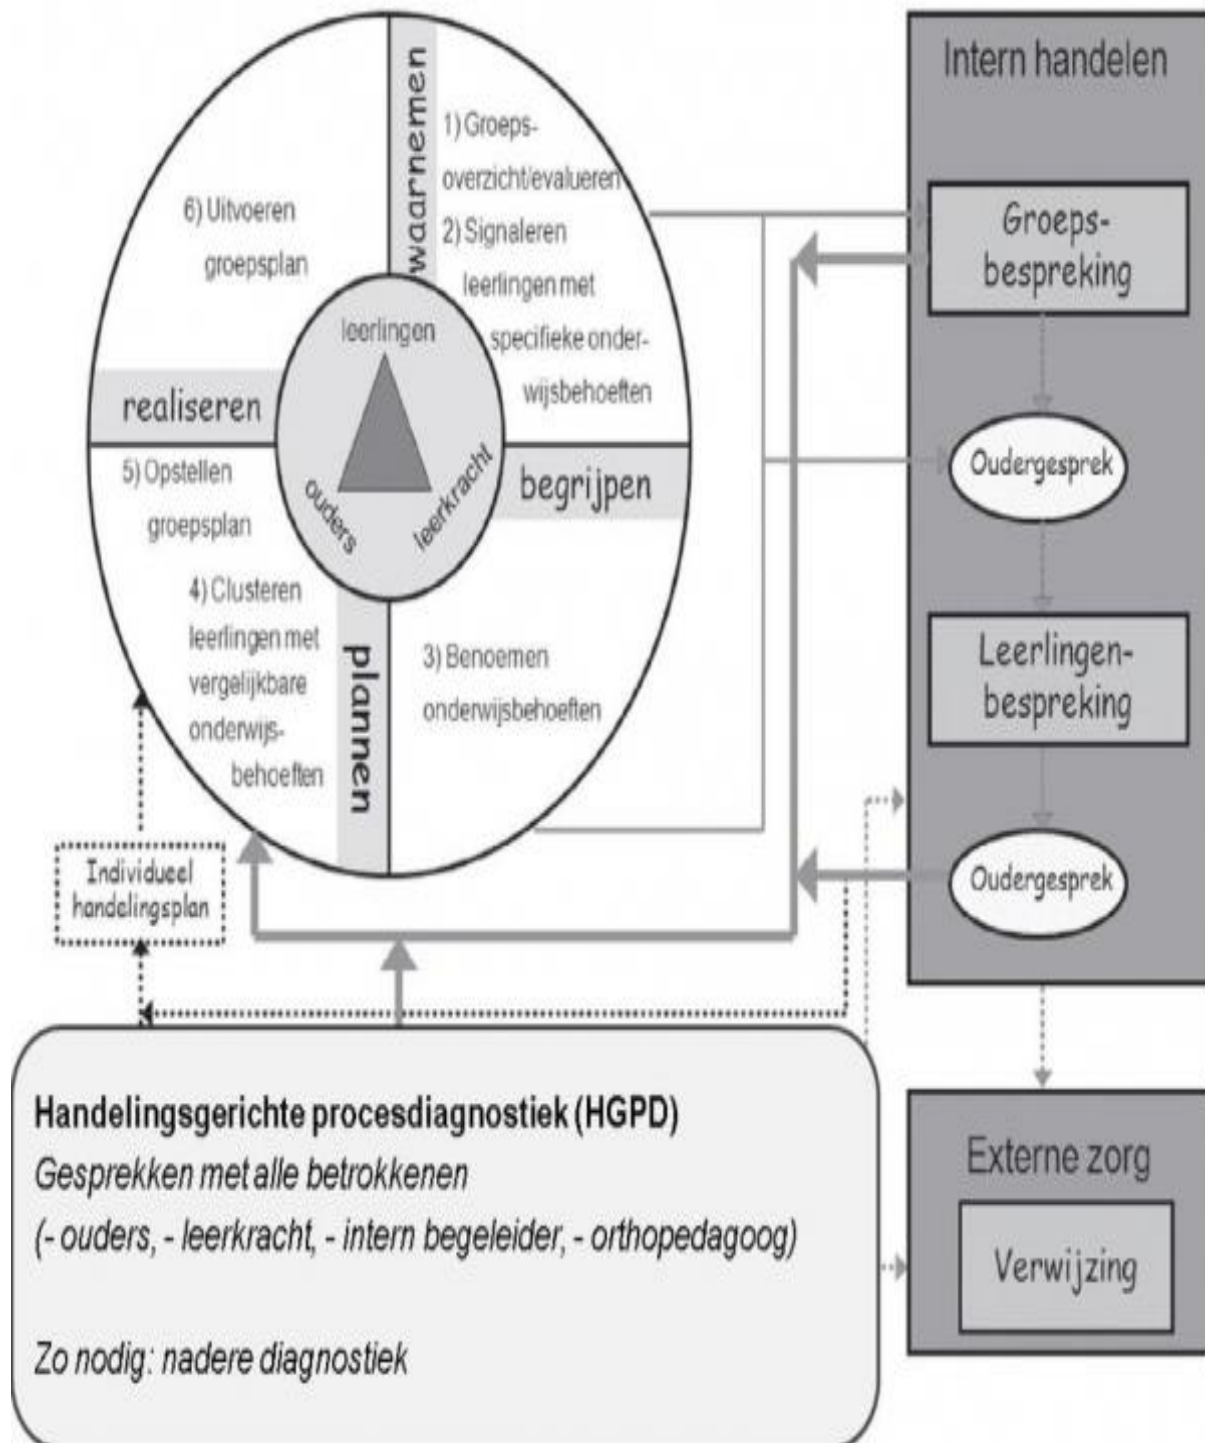 waarnemen
1) Groeps-
overzicht/evalueren
2) Signaleren
leerlingen met
specifieke onder-
wijsbehoeften
begrijpen
3) Benoemen
onderwijsbehoeften
plannen
4) Clusteren
leerlingen met
vergelijkbare
onderwijs-
behoeften
5) Opstellen
groepsplan
realiseren
6) Uitvoeren
groepsplan
leerlingen
ouders
leerkracht
Intern handelen
Groeps-
bespreking
Oudergesprek
Leerlingen-
bespreking
Oudergesprek
Individueel
handelingsplan
Handelingsgerichte procesdiagnostiek (HGPD)
Gesprekken met alle betrokkenen
(- ouders, - leerkracht, - intern begeleider, - orthopedagoog)
Zo nodig: nadere diagnostiek
Externe zorg
Verwijzing